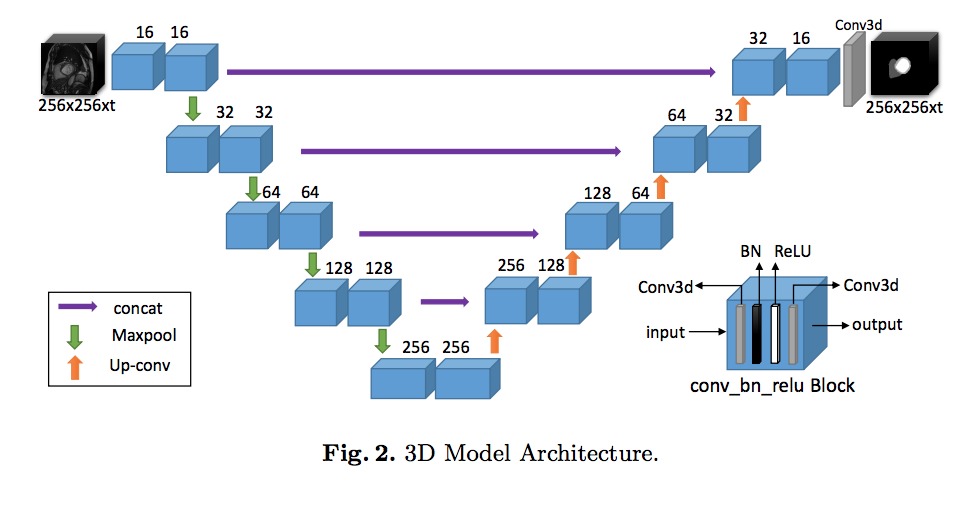 16 16
32 16
Conv3d
256x256xt
256x256xt
32 32
64 32
64 64
128 64
128 128
256 128
256 256
concat
Maxpool
Up-conv
BN ReLU
Conv3d
Conv3d
input
output
conv_bn_relu Block
Fig. 2. 3D Model Architecture.